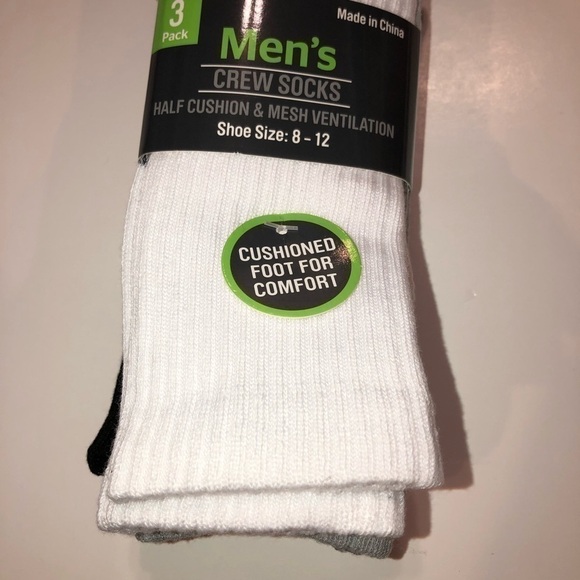 3
Pack
Made in China
Men's
CREW SOCKS
HALF CUSHION & MESH VENTILATION
Shoe Size: 8 - 12
CUSHIONED
FOOT FOR
COMFORT